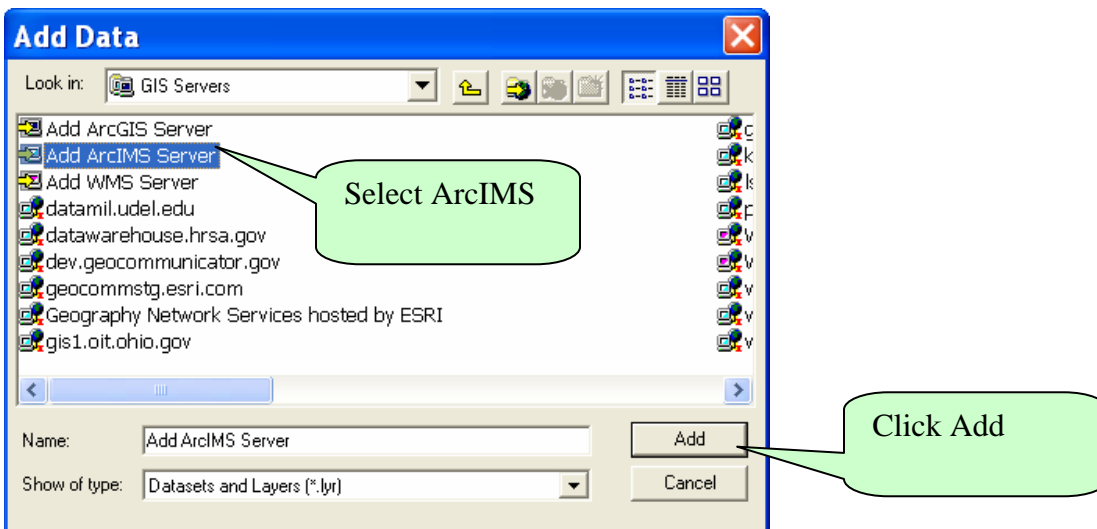 Add Data
Look in: GIS Servers
Add ArcGIS Server
Add ArcIMS Server
Add WMS Server
datamil.udel.edu
datawarehouse.hrsa.gov
dev.geocommunicator.gov
geocommstg.esri.com
Geography Network Services hosted by ESRI
gis1.oit.ohio.gov
Select ArcIMS
Name: Add ArcIMS Server
Add
Show of type: Datasets and Layers (*.lyr)
Cancel
Click Add